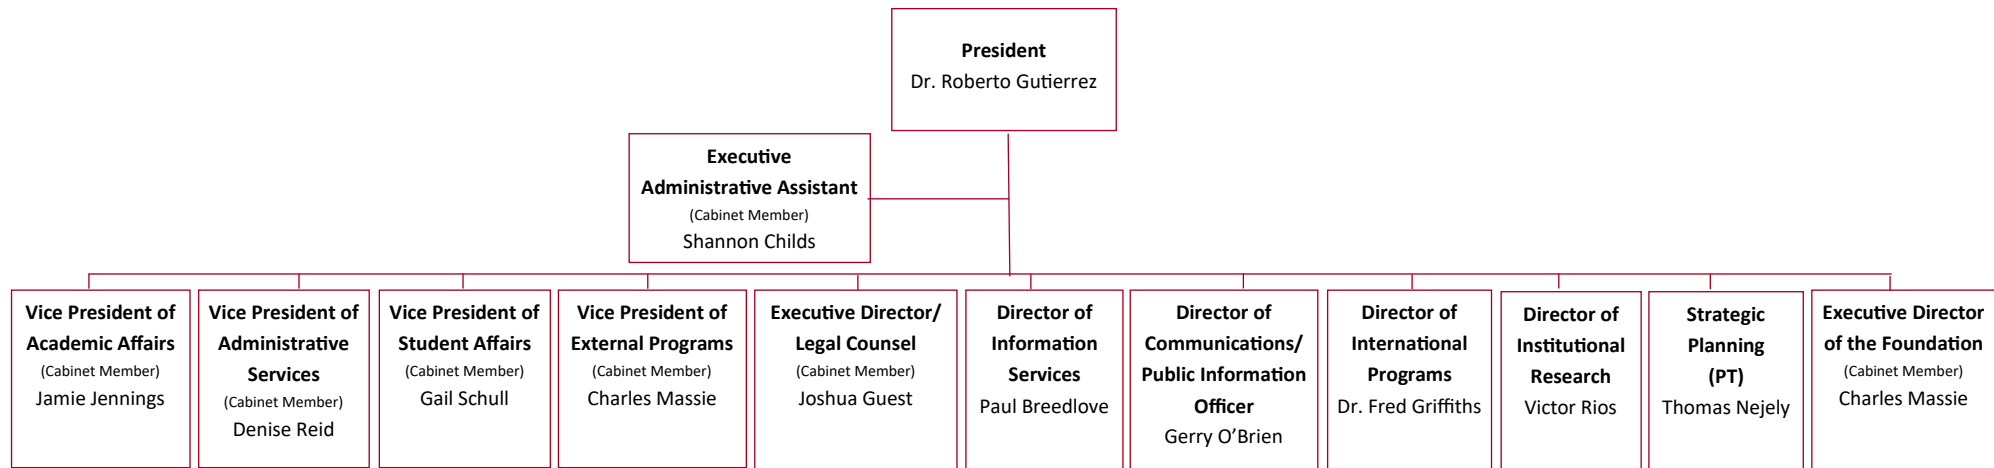 President
Dr. Roberto Gutierrez
Executive
Administrative Assistant
(Cabinet Member)
Shannon Childs
Vice President of
Academic Affairs
(Cabinet Member)
Jamie Jennings
Vice President of
Administrative
Services
(Cabinet Member)
Denise Reid
Vice President of
Student Affairs
(Cabinet Member)
Gail Schull
Vice President of
External Programs
(Cabinet Member)
Charles Massie
Executive Director/
Legal Counsel
(Cabinet Member)
Joshua Guest
Director of
Information
Services
Paul Breedlove
Director of
Communications/
Public Information
Officer
Gerry O’Brien
Director of
International
Programs
Dr. Fred Griffiths
Director of
Institutional
Research
Victor Rios
Strategic
Planning
(PT)
Thomas Nejely
Executive Director
of the Foundation
(Cabinet Member)
Charles Massie